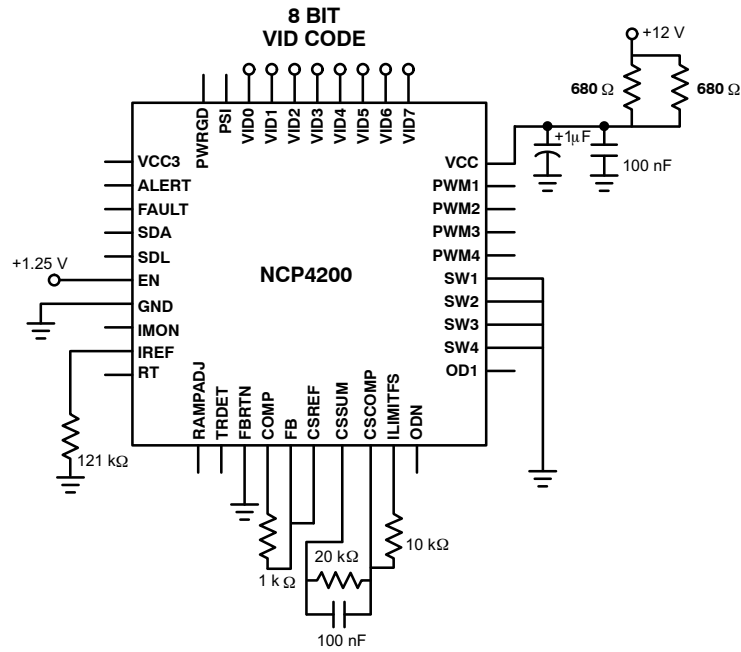 8 BIT
VID CODE
+12 V
680 Ω
680 Ω
+1μF
100 nF
PWRGD
PSI
VID0
VID1
VID2
VID3
VID4
VID5
VID6
VID7
VCC3
ALERT
FAULT
SDA
SDL
+1.25 V
EN
GND
IMON
IREF
RT
NCP4200
VCC
PWM1
PWM2
PWM3
PWM4
SW1
SW2
SW3
SW4
OD1
RAMPADJ
TRDET
FBRTN
COMP
FB
CSREF
CSSUM
CSCOMP
ILIMITFS
ODN
121 kΩ
1 kΩ
20 kΩ
10 kΩ
100 nF